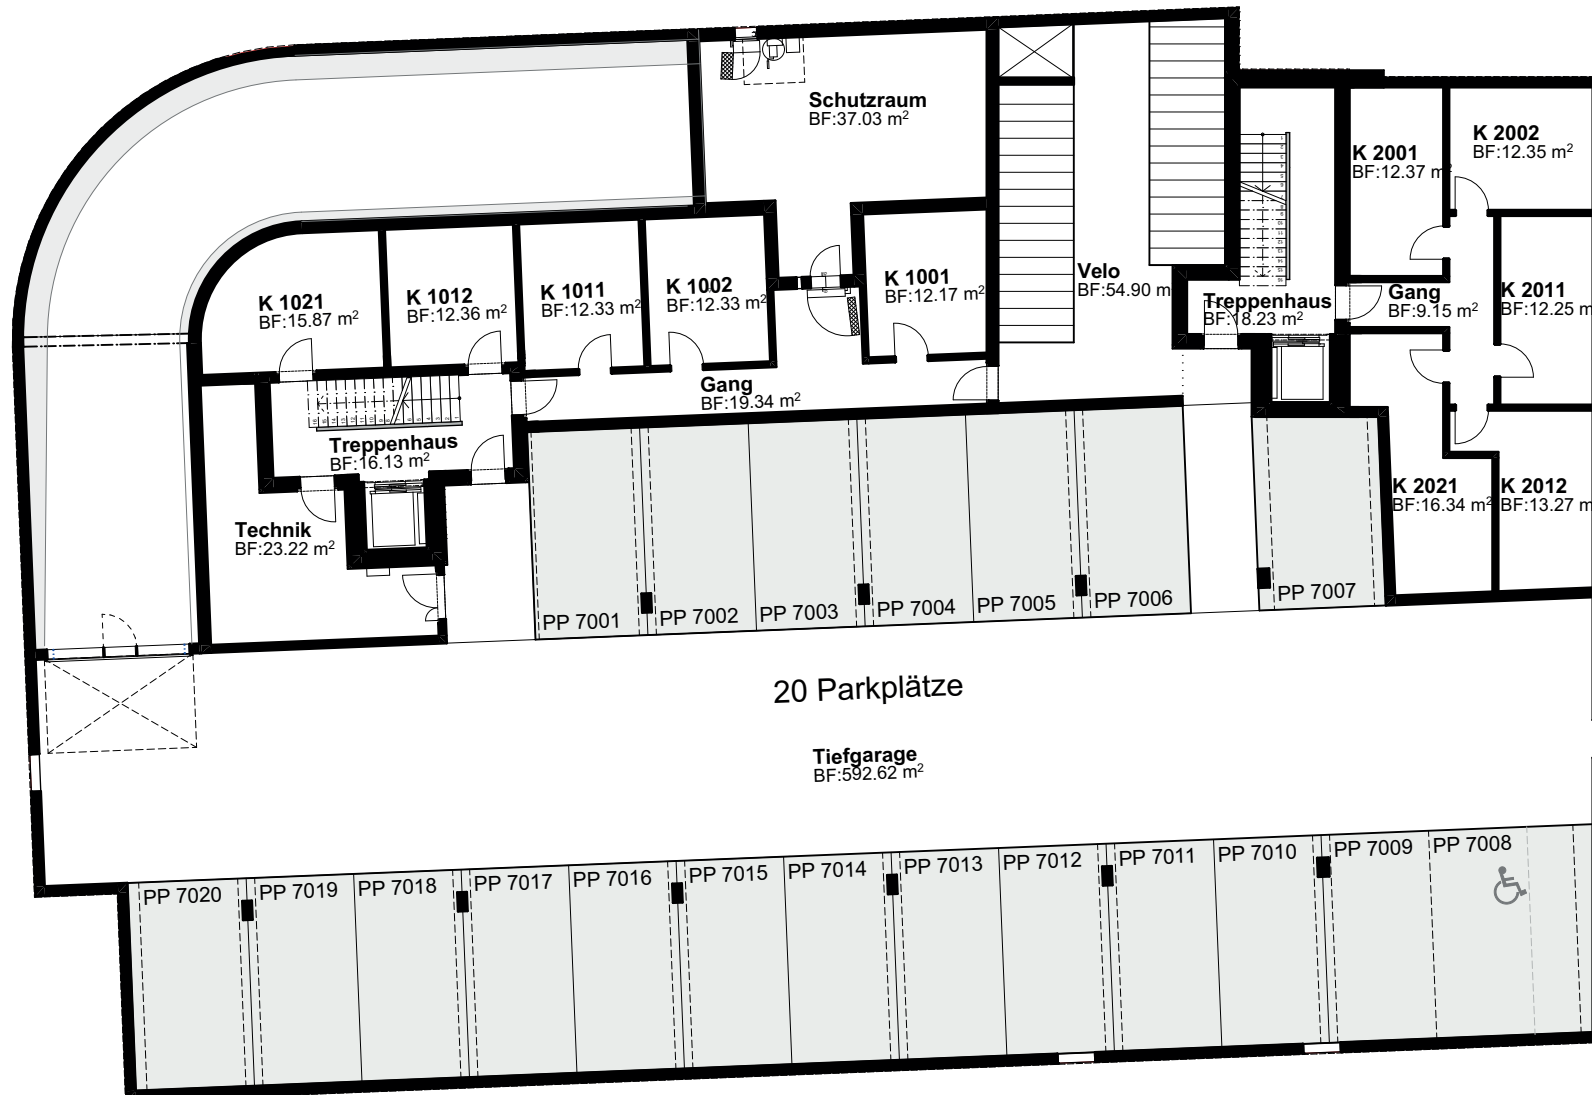 Schutzraum
BF:37.03 m²
K 2001
BF:12.37 m²
K 2002
BF:12.35 m²
K 1021
BF:15.87 m²
K 1012
BF:12.36 m²
K 1011
BF:12.33 m²
K 1002
BF:12.33 m²
K 1001
BF:12.17 m²
Velo
BF:54.90 m
Treppenhaus
BF:18.23 m²
Gang
BF:9.15 m²
K 2011
BF:12.25 m²
Gang
BF:19.34 m²
Treppenhaus
BF:16.13 m²
Technik
BF:23.22 m²
K 2021
BF:16.34 m²
K 2012
BF:13.27 m
PP 7001
PP 7002
PP 7003
PP 7004
PP 7005
PP 7006
PP 7007
20 Parkplätze
Tiefgarage
BF:592.62 m²
PP 7020
PP 7019
PP 7018
PP 7017
PP 7016
PP 7015
PP 7014
PP 7013
PP 7012
PP 7011
PP 7010
PP 7009
PP 7008